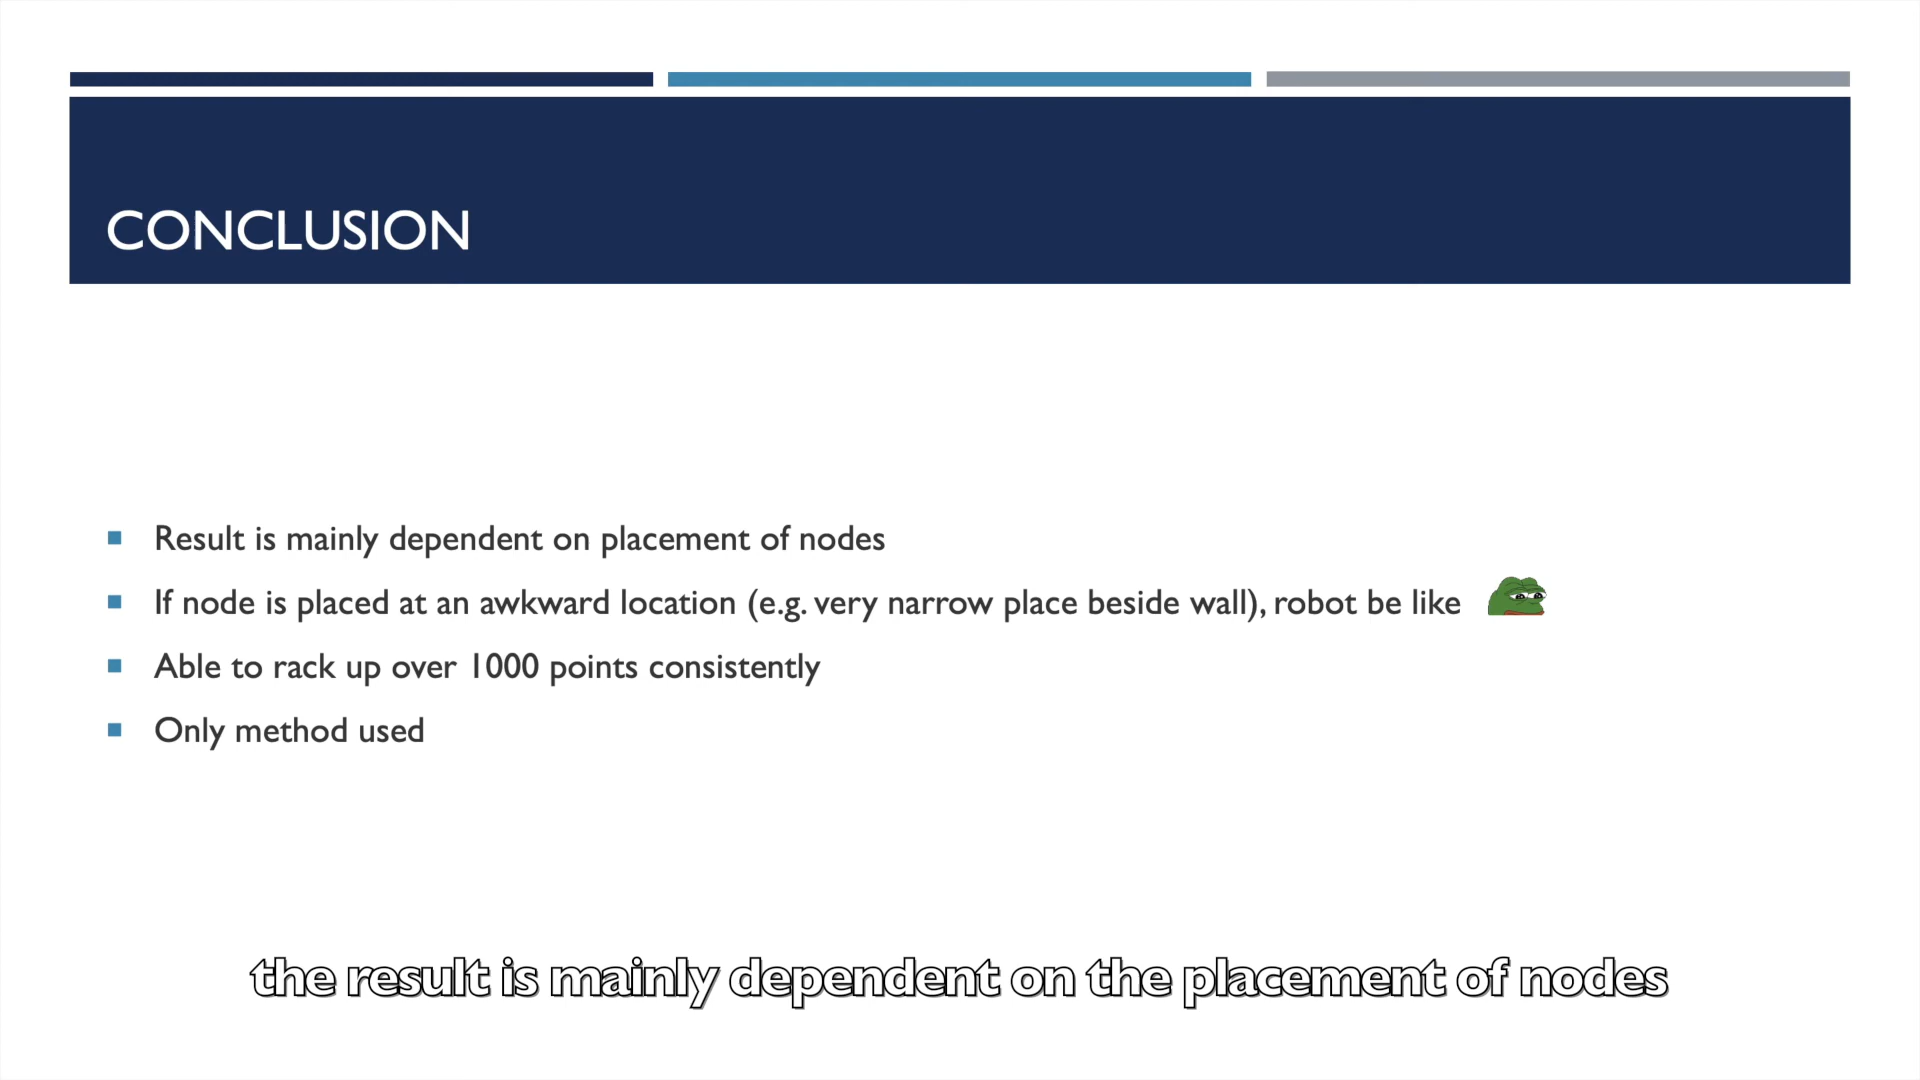 CONCLUSION
Result is mainly dependent on placement of nodes
If node is placed at an awkward location (e.g. very narrow place beside wall), robot be like
Able to rack up over 1000 points consistently
Only method used
the result is mainly dependent on the placement of nodes